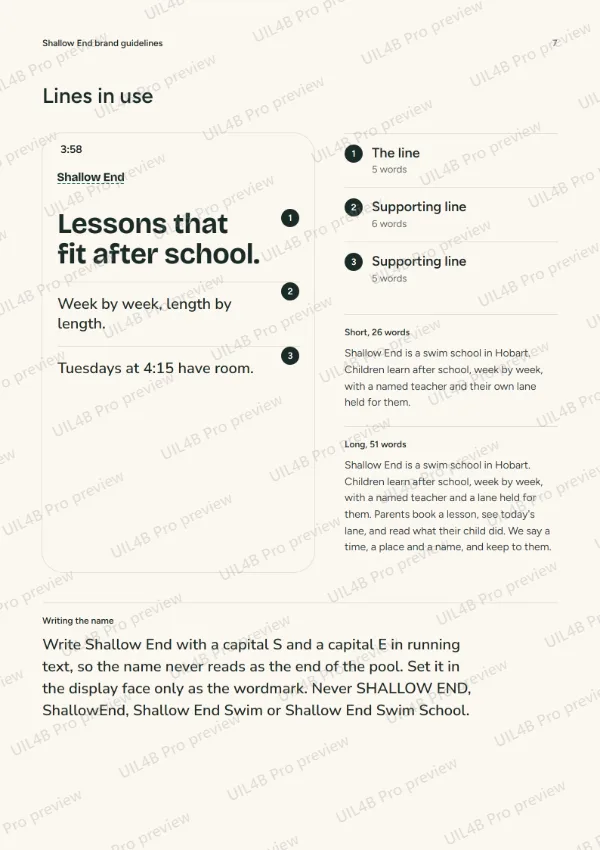 Shallow End brand guidelines
7
Lines in use
3:58
Shallow End
Lessons that
fit after school.
1
Week by week, length by
length.
2
Tuesdays at 4:15 have room.
3
1 The line
5 words
2 Supporting line
6 words
3 Supporting line
5 words
Short, 26 words
Shallow End is a swim school in Hobart.
Children learn after school, week by week,
with a named teacher and their own lane
held for them.
Long, 51 words
Shallow End is a swim school in Hobart.
Children learn after school, week by week,
with a named teacher and a lane held for
them. Parents book a lesson, see today's
lane, and read what their child did. We say a
time, a place and a name, and keep to them.
Writing the name
Write Shallow End with a capital S and a capital E in running
text, so the name never reads as the end of the pool. Set it in
the display face only as the wordmark. Never SHALLOW END,
ShallowEnd, Shallow End Swim or Shallow End Swim School.
UIL4B Pro preview